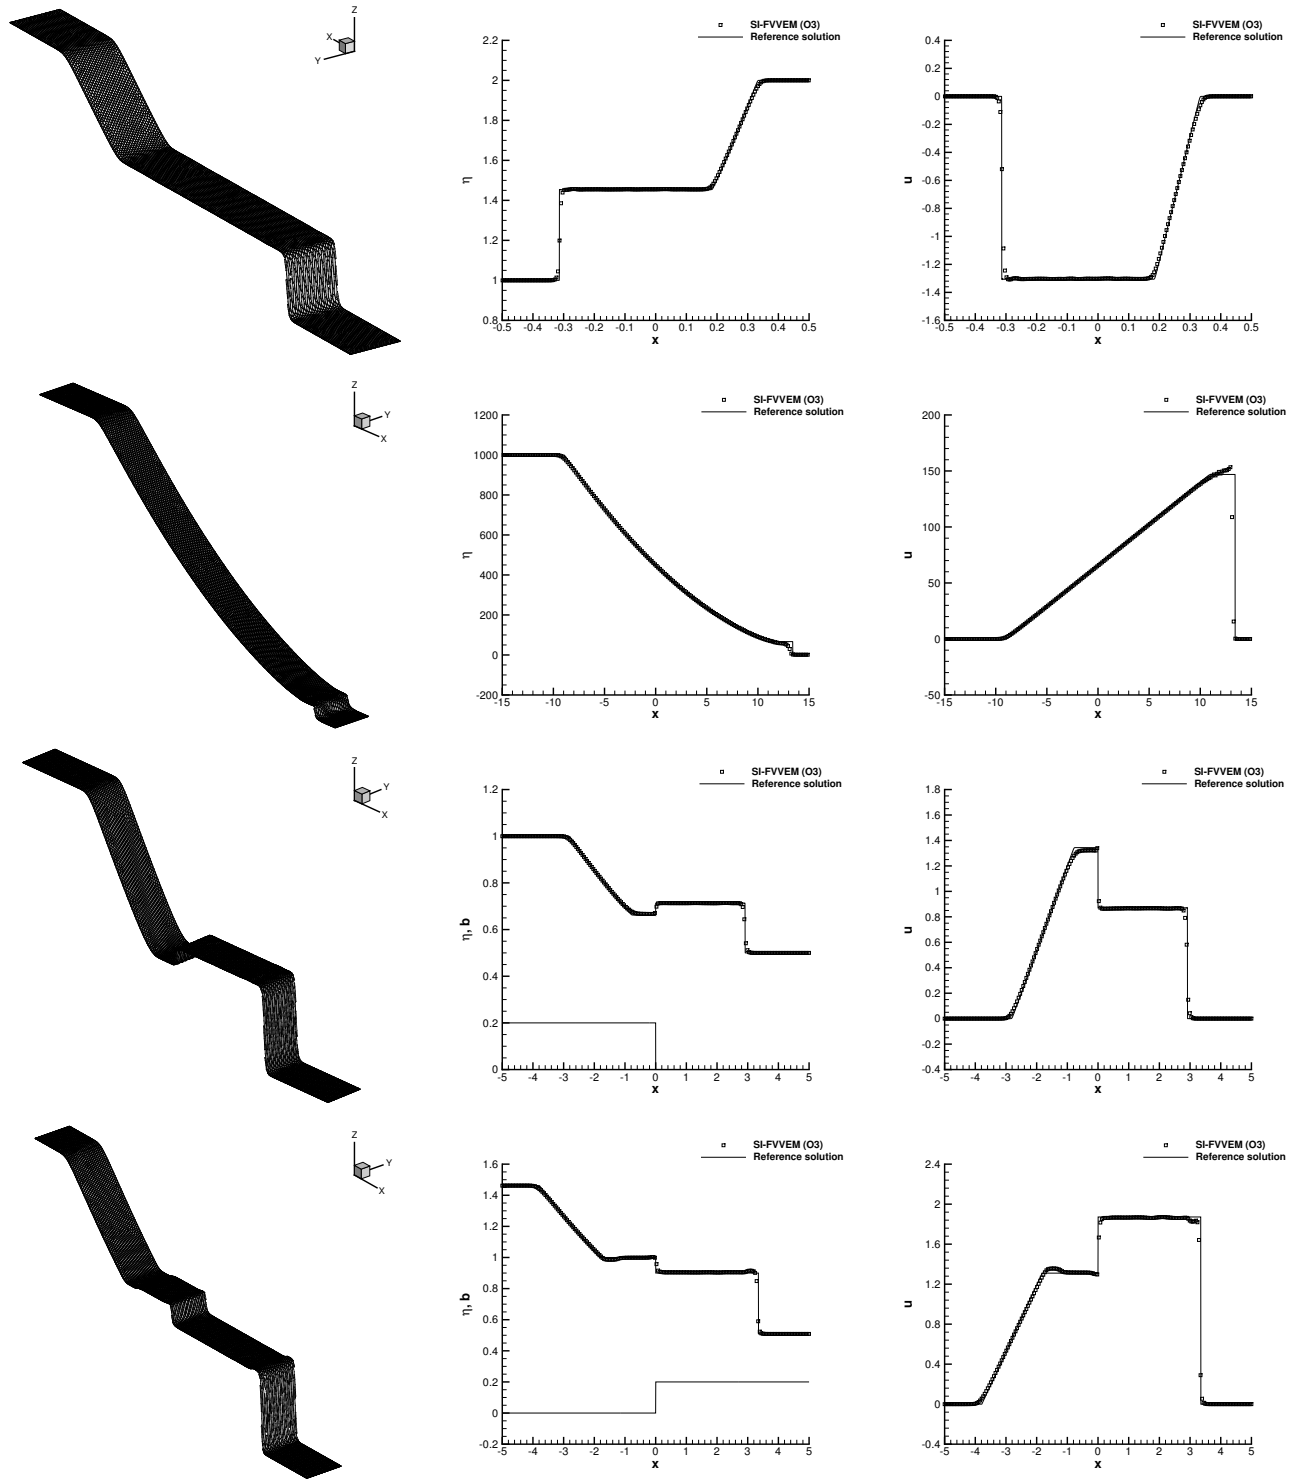 Z
X
Y
SI-FVVEM (O3)
Reference solution
2.2
2
1.8
1.6
1.4
1.2
1
0.8
η
-0.5 -0.4 -0.3 -0.2 -0.1 0 0.1 0.2 0.3 0.4 0.5
x
SI-FVVEM (O3)
Reference solution
0.4
0.2
0
-0.2
-0.4
-0.6
-0.8
-1
-1.2
-1.4
-1.6
u
-0.5 -0.4 -0.3 -0.2 -0.1 0 0.1 0.2 0.3 0.4 0.5
x
Z
Y
X
SI-FVVEM (O3)
Reference solution
1200
1000
800
600
400
200
0
-200
η
-15 -10 -5 0 5 10 15
x
SI-FVVEM (O3)
Reference solution
200
150
100
50
0
-50
u
-15 -10 -5 0 5 10 15
x
Z
Y
X
SI-FVVEM (O3)
Reference solution
1.2
1
0.8
0.6
0.4
0.2
0
η, b
-5 -4 -3 -2 -1 0 1 2 3 4 5
x
SI-FVVEM (O3)
Reference solution
1.8
1.6
1.4
1.2
1
0.8
0.6
0.4
0.2
0
-0.2
-0.4
u
-5 -4 -3 -2 -1 0 1 2 3 4 5
x
Z
Y
X
SI-FVVEM (O3)
Reference solution
1.6
1.4
1.2
1
0.8
0.6
0.4
0.2
0
-0.2
η, b
-5 -4 -3 -2 -1 0 1 2 3 4 5
x
SI-FVVEM (O3)
Reference solution
2.4
2
1.6
1.2
0.8
0.4
0
-0.4
u
-5 -4 -3 -2 -1 0 1 2 3 4 5
x